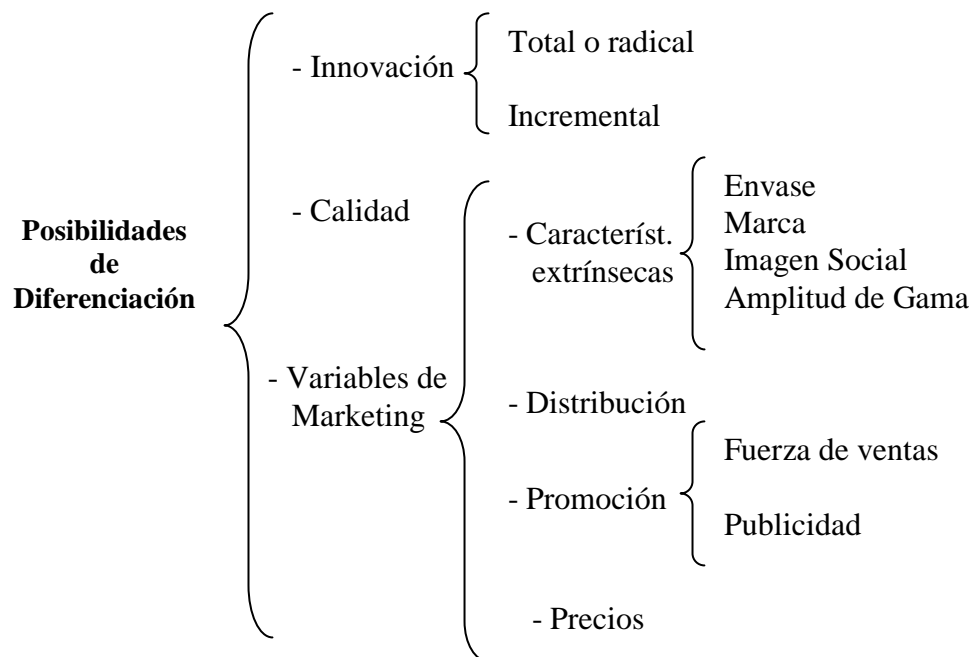 Posibilidades
de
Diferenciación
- Innovación
Total o radical
Incremental
- Calidad
- Variables de
Marketing
- Característ.
extrínsecas
Envase
Marca
Imagen Social
Amplitud de Gama
- Distribución
- Promoción
Fuerza de ventas
Publicidad
- Precios